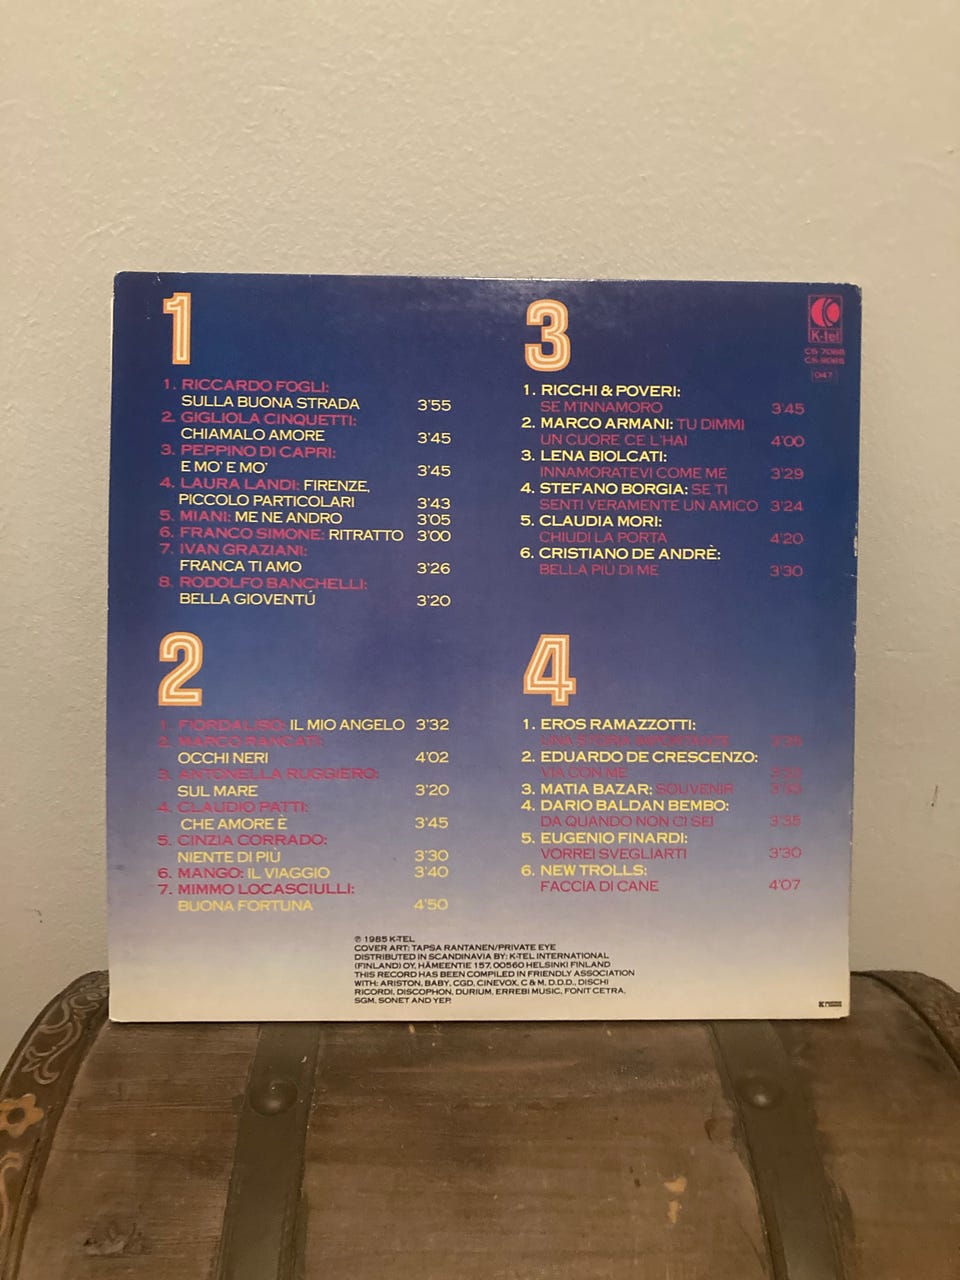 1
1. RICCARDO FOGLI:
SULLA BUONA STRADA 3'55
2. GIGLIOLA CINQUETTI:
CHIAMALO AMORE 3'45
3. PEPPINO DI CAPRI:
E MO' E MO' 3'45
4. LAURA LANDI: FIRENZE,
PICCOLO PARTICOLARI 3'43
5. MIANI: ME NE ANDRO 3'05
6. FRANCO SIMONE: RITRATTO 3'00
7. IVAN GRAZIANI:
FRANCA TI AMO 3'26
8. RODOLFO BANCHELLI:
BELLA GIOVENTÚ 3'20
2
1. FIORDALISO: IL MIO ANGELO 3'32
2. MARCO RANCATI:
OCCHI NERI 4'02
3. ANTONELLA RUGGIERO:
SUL MARE 3'20
4. CLAUDIO PATTI:
CHE AMORE È 3'45
5. CINZIA CORRADO:
NIENTE DI PIÙ 3'30
6. MANGO: IL VIAGGIO 3'40
7. MIMMO LOCASCIULLI:
BUONA FORTUNA 4'50
3
1. RICCHI & POVERI:
SE M'INNAMORO 3'45
2. MARCO ARMANI: TU DIMMI
UN CUORE CE L'HAI 4'00
3. LENA BIOLCATI:
INNAMORATEVI COME ME 3'29
4. STEFANO BORGIA: SE TI
SENTI VERAMENTE UN AMICO 3'24
5. CLAUDIA MORI:
CHIUDI LA PORTA 4'20
6. CRISTIANO DE ANDRÈ:
BELLA PIU DI ME 3'30
4
1. EROS RAMAZZOTTI:
UNA STORIA IMPORTANTE
2. EDUARDO DE CRESCENZO:
VIA CON ME
3. MATIA BAZAR: SOUVENIR
4. DARIO BALDAN BEMBO:
DA QUANDO NON CI SEI 3'35
5. EUGENIO FINARDI:
VORREI SVEGLIARTI 3'30
6. NEW TROLLS:
FACCIA DI CANE 4'07
K-tel
CS-7088
CS-8088
047
℗ 1985 K-TEL
COVER ART: TAPSA RANTANEN/PRIVATE EYE
DISTRIBUTED IN SCANDINAVIA BY: K-TEL INTERNATIONAL
(FINLAND) OY, HÄMEENTIE 157, 00560 HELSINKI FINLAND
THIS RECORD HAS BEEN COMPILED IN FRIENDLY ASSOCIATION
WITH: ARISTON, BABY, CGD, CINEVOX, C & M, D.D.D., DISCHI
RICORDI, DISCOPHON, DURIUM, ERREBI MUSIC, FONIT CETRA,
SGM, SONET AND YEP.